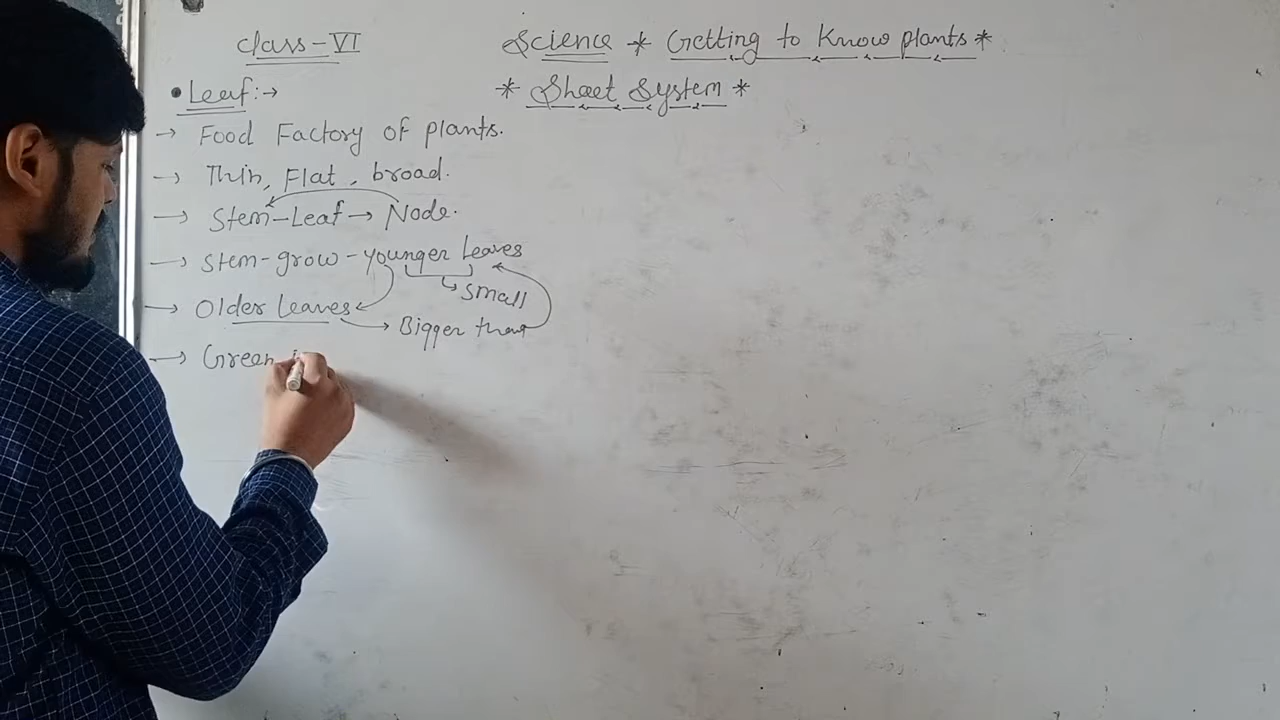 Class-VI
Science * Getting to Know plants *
* Shoot System *
• Leaf:→
→ Food Factory of plants.
→ Thin, Flat, broad.
→ Stem-Leaf → Node.
→ Stem-grow-younger Leaves
↳ small
→ Older Leaves
→ Bigger than
→ Green